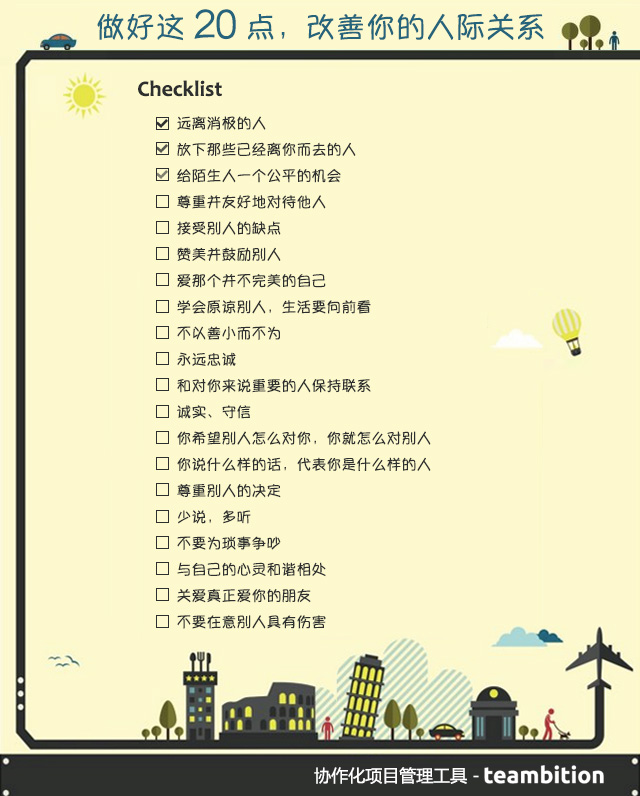 做好这 20 点，改善你的人际关系
Checklist
远离消极的人
放下那些已经离你而去的人
给陌生人一个公平的机会
尊重并友好地对待他人
接受别人的缺点
赞美并鼓励别人
爱那个并不完美的自己
学会原谅别人，生活要向前看
不以善小而不为
永远忠诚
和对你来说重要的人保持联系
诚实、守信
你希望别人怎么对你，你就怎么对别人
你说什么样的话，代表你是什么样的人
尊重别人的决定
少说，多听
不要为琐事争吵
与自己的心灵和谐相处
关爱真正爱你的朋友
不要在意别人具有伤害
协作化项目管理工具 - teambition